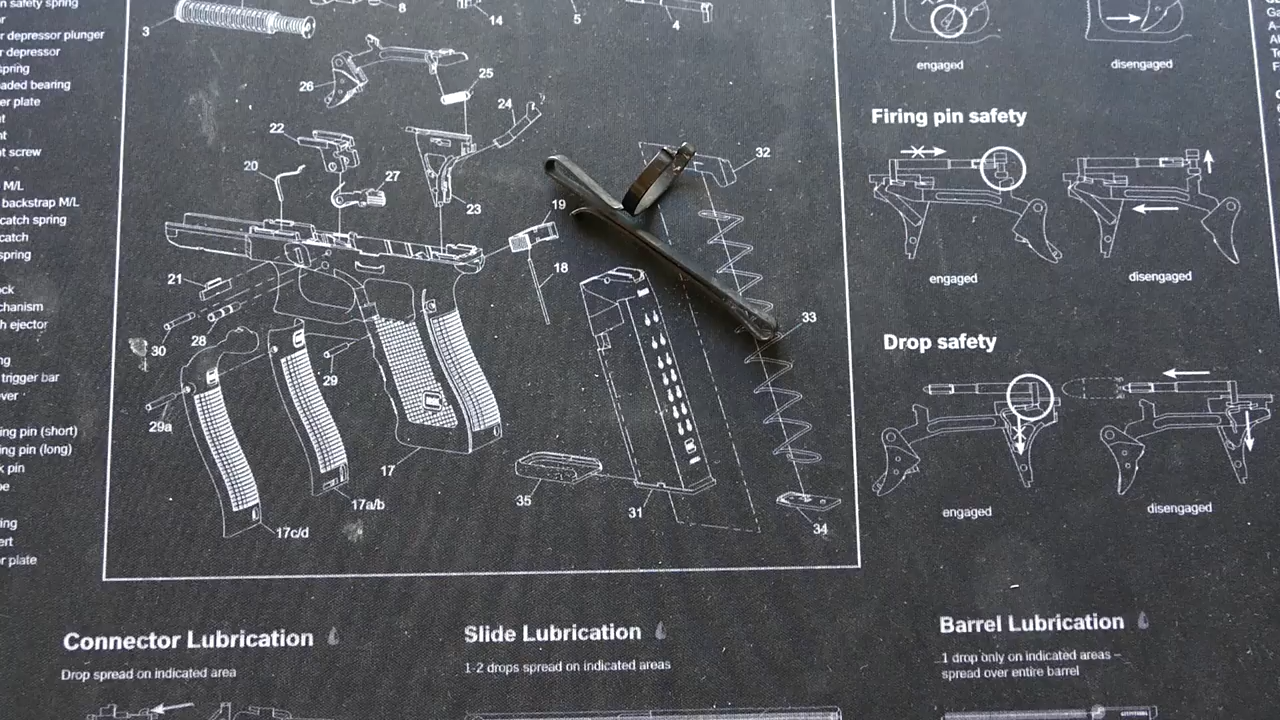 n safety spring
or
r depressor plunger
r depressor
spring
aded bearing
er plate
nt
nt
nt screw
M/L
backstrap M/L
catch spring
catch
spring
ock
chanism
h ejector
ng
trigger bar
ever
ing pin (short)
ing pin (long)
k pin
pe
ing
ert
r plate
3
8
14
5
4
26
25
24
22
20
27
23
32
19
18
21
30
28
29
29a
33
17
35
31
34
17a/b
17c/d
engaged
disengaged
Firing pin safety
engaged
disengaged
Drop safety
engaged
disengaged
Connector Lubrication
Drop spread on indicated area
Slide Lubrication
1-2 drops spread on indicated areas
Barrel Lubrication
1 drop only on indicated areas –
spread over entire barrel